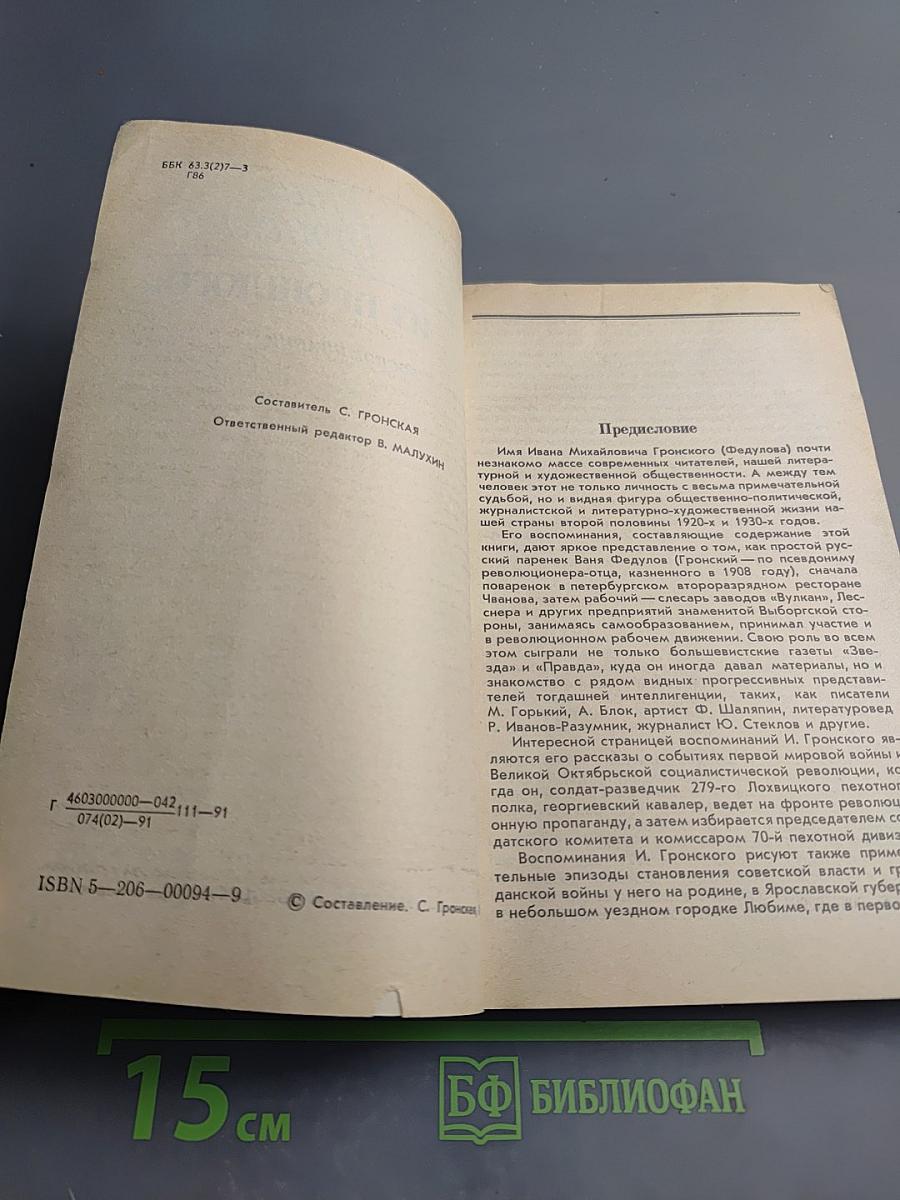 ББК 63.3(2)7—3
Г86
Составитель С. ГРОНСКАЯ
Ответственный редактор В. МАЛУХИН
Г 4603000000—042 111—91
074(02)—91
ISBN 5—206—00094—9
© Составление. С. Гронская
Предисловие
Имя Ивана Михайловича Гронского (Федулова) почти
незнакомо массе современных читателей, нашей литера-
турной и художественной общественности. А между тем
человек этот не только личность с весьма примечательной
судьбой, но и видная фигура общественно-политической,
журналистской и литературно-художественной жизни на-
шей страны второй половины 1920-х и 1930-х годов.
Его воспоминания, составляющие содержание этой
книги, дают яркое представление о том, как простой рус-
ский паренек Ваня Федулов (Гронский — по псевдониму
революционера-отца, казненного в 1908 году), сначала
поваренок в петербургском второразрядном ресторане
Чванова, затем рабочий — слесарь заводов «Вулкан», Лес-
снера и других предприятий знаменитой Выборгской сто-
роны, занимаясь самообразованием, принимал участие и
в революционном рабочем движении. Свою роль во всем
этом сыграли не только большевистские газеты «Зве-
зда» и «Правда», куда он иногда давал материалы, но и
знакомство с рядом видных прогрессивных представи-
телей тогдашней интеллигенции, таких, как писатели
М. Горький, А. Блок, артист Ф. Шаляпин, литературовед
Р. Иванов-Разумник, журналист Ю. Стеклов и другие.
Интересной страницей воспоминаний И. Гронского яв-
ляются его рассказы о событиях первой мировой войны и
Великой Октябрьской социалистической революции, ко
гда он, солдат-разведчик 279-го Лохвицкого пехотног
полка, георгиевский кавалер, ведет на фронте революц
онную пропаганду, а затем избирается председателем со
датского комитета и комиссаром 70-й пехотной дивиз
Воспоминания И. Гронского рисуют также приме
тельные эпизоды становления советской власти и гр
данской войны у него на родине, в Ярославской губер
в небольшом уездном городке Любиме, где в перво
15 см
БФ БИБЛИОФАН